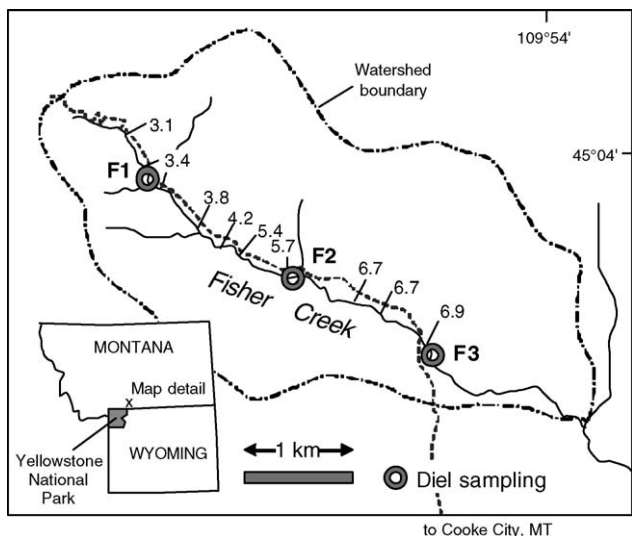 109°54'
Watershed
boundary
45°04'
3.1
F1
3.4
3.8
4.2
5.4
5.7
F2
6.7
6.7
6.9
F3
Fisher
Creek
MONTANA
Map detail
x
WYOMING
Yellowstone
National
Park
1 km
Diel sampling
to Cooke City, MT